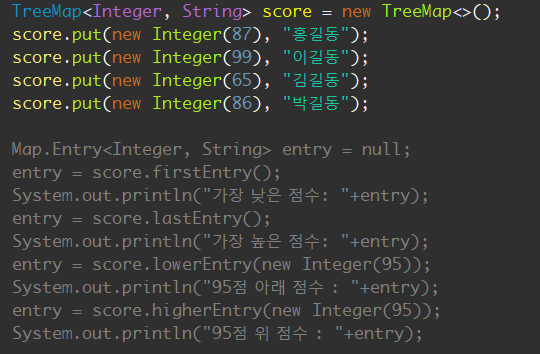 TreeMap<Integer, String> score = new TreeMap<>();
score.put(new Integer(87), "홍길동");
score.put(new Integer(99), "이길동");
score.put(new Integer(65), "김길동");
score.put(new Integer(86), "박길동");
Map.Entry<Integer, String> entry = null;
entry = score.firstEntry();
System.out.println("가장 낮은 점수: "+entry);
entry = score.lastEntry();
System.out.println("가장 높은 점수: "+entry);
entry = score.lowerEntry(new Integer(95));
System.out.println("95점 아래 점수 : "+entry);
entry = score.higherEntry(new Integer(95));
System.out.println("95점 위 점수 : "+entry);